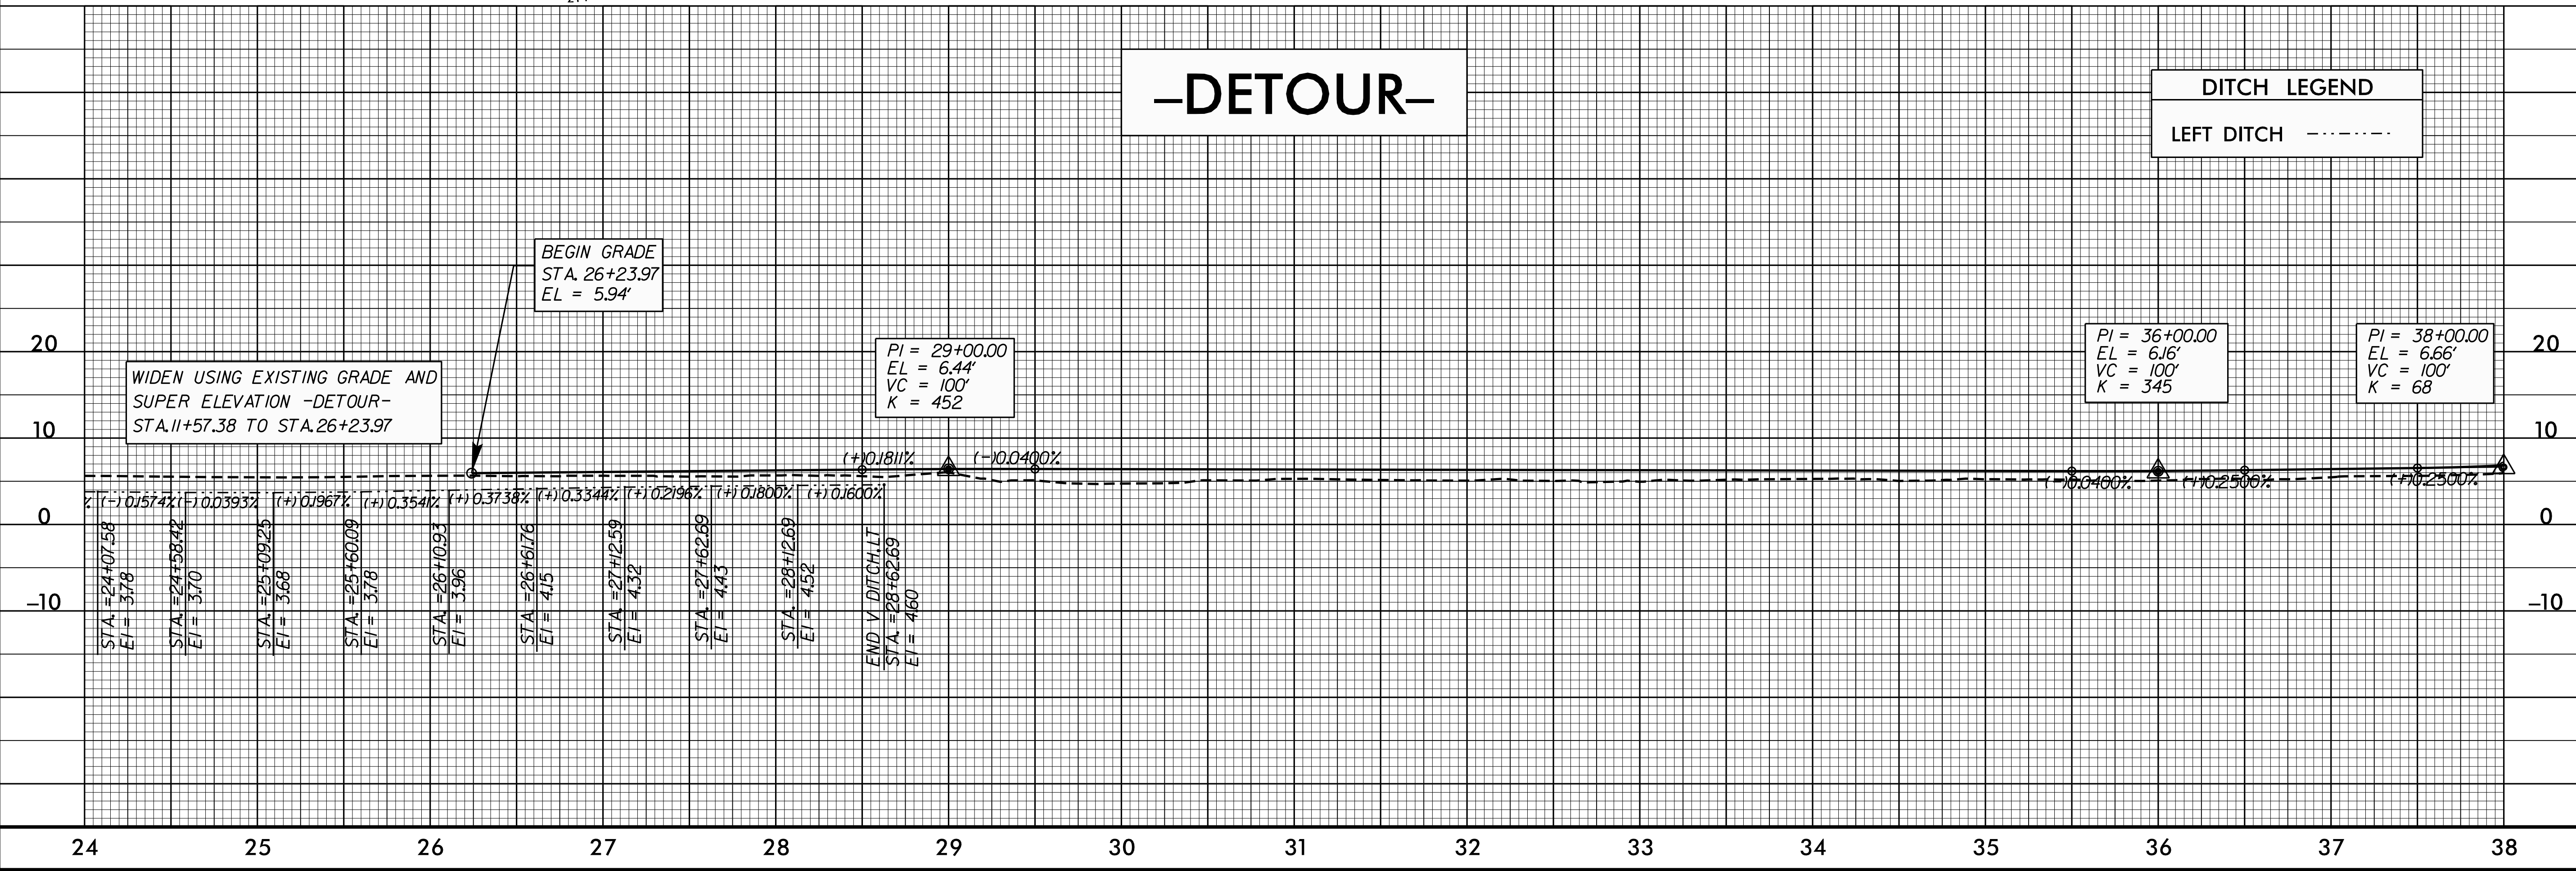 –DETOUR–
DITCH LEGEND
LEFT DITCH
BEGIN GRADE
STA. 26+23.97
EL = 5.94'
WIDEN USING EXISTING GRADE AND
SUPER ELEVATION -DETOUR-
STA.11+57.38 TO STA.26+23.97
PI = 29+00.00
EL = 6.44'
VC = 100'
K = 452
PI = 36+00.00
EL = 6.16'
VC = 100'
K = 345
PI = 38+00.00
EL = 6.66'
VC = 100'
K = 68
20
20
10
10
0
0
–10
–10
(+)0.1811%
(-)0.0400%
(-)0.0400%
(+)0.2500%
(+)0.2500%
%
(-)0.1574%
(-)0.0393%
(+)0.1967%
(+)0.3541%
(+)0.3738%
(+)0.3344%
(+)0.2196%
(+)0.1800%
(+)0.1600%
STA. =24+07.58
El = 3.78
STA. =24+58.42
El = 3.70
STA. =25+09.25
El = 3.68
STA. =25+60.09
El = 3.78
STA. =26+10.93
El = 3.96
STA. =26+61.76
El = 4.15
STA. =27+12.59
El = 4.32
STA. =27+62.69
El = 4.43
STA. =28+12.69
El = 4.52
END V DITCH.LT
STA. =28+62.69
El = 4.60
24 25 26 27 28 29 30 31 32 33 34 35 36 37 38